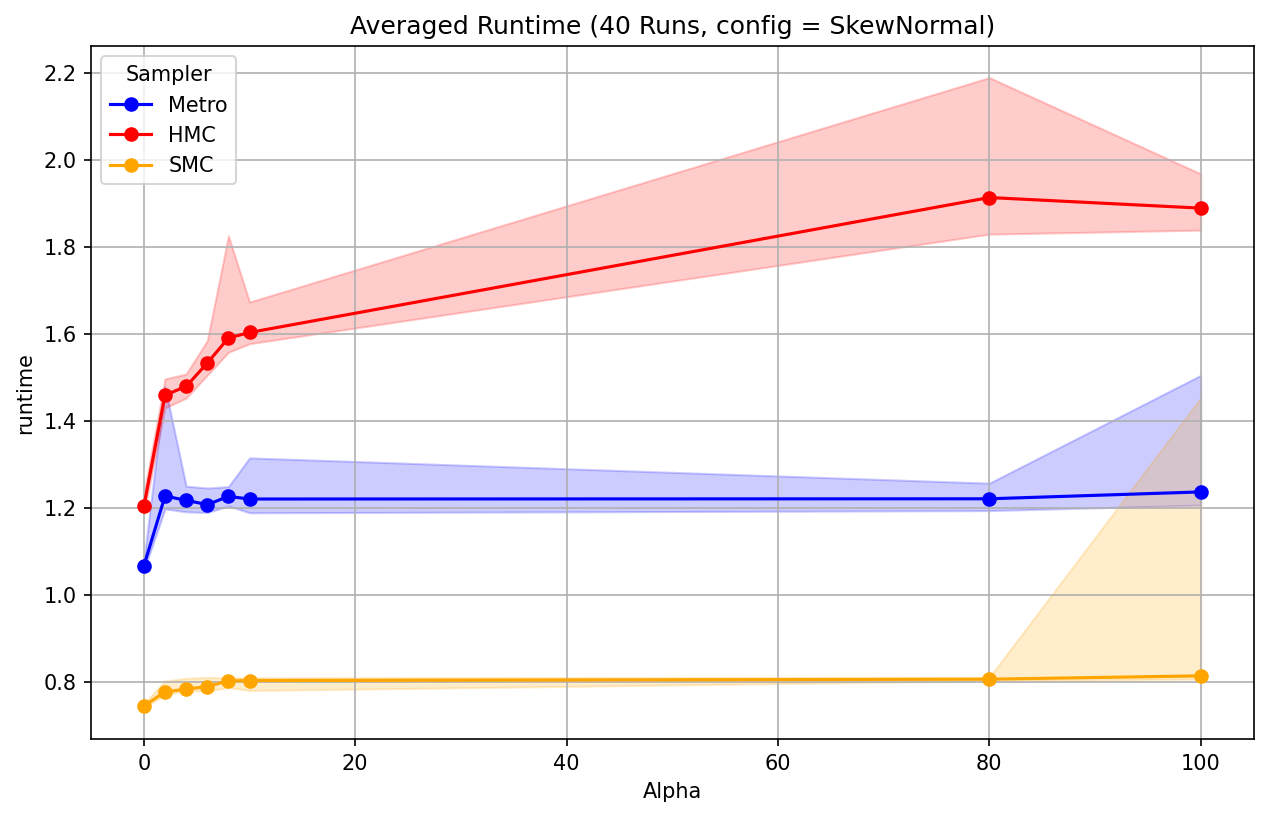 Averaged Runtime (40 Runs, config = SkewNormal)
Sampler
Metro
HMC
SMC
2.2
2.0
1.8
1.6
1.4
1.2
1.0
0.8
runtime
0 20 40 60 80 100
Alpha